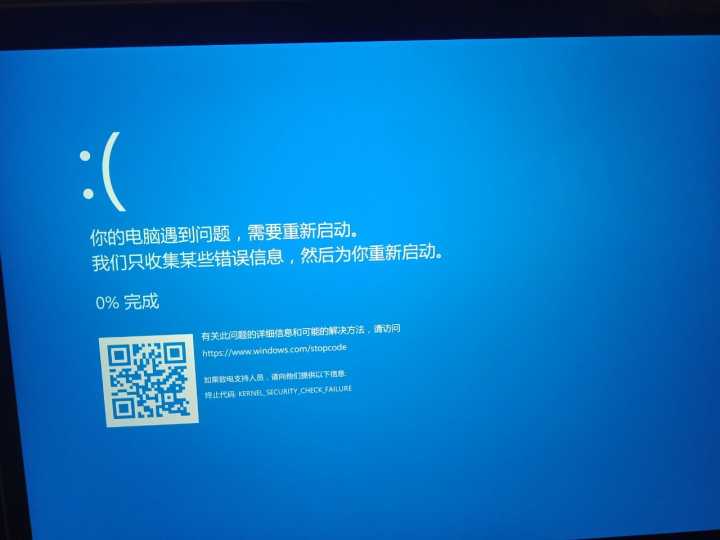 :(
你的电脑遇到问题，需要重新启动。
我们只收集某些错误信息，然后为你重新启动。
0% 完成
有关此问题的详细信息和可能的解决方法，请访问
https://www.windows.com/stopcode
如果致电支持人员，请向他们提供以下信息:
终止代码: KERNEL_SECURITY_CHECK_FAILURE